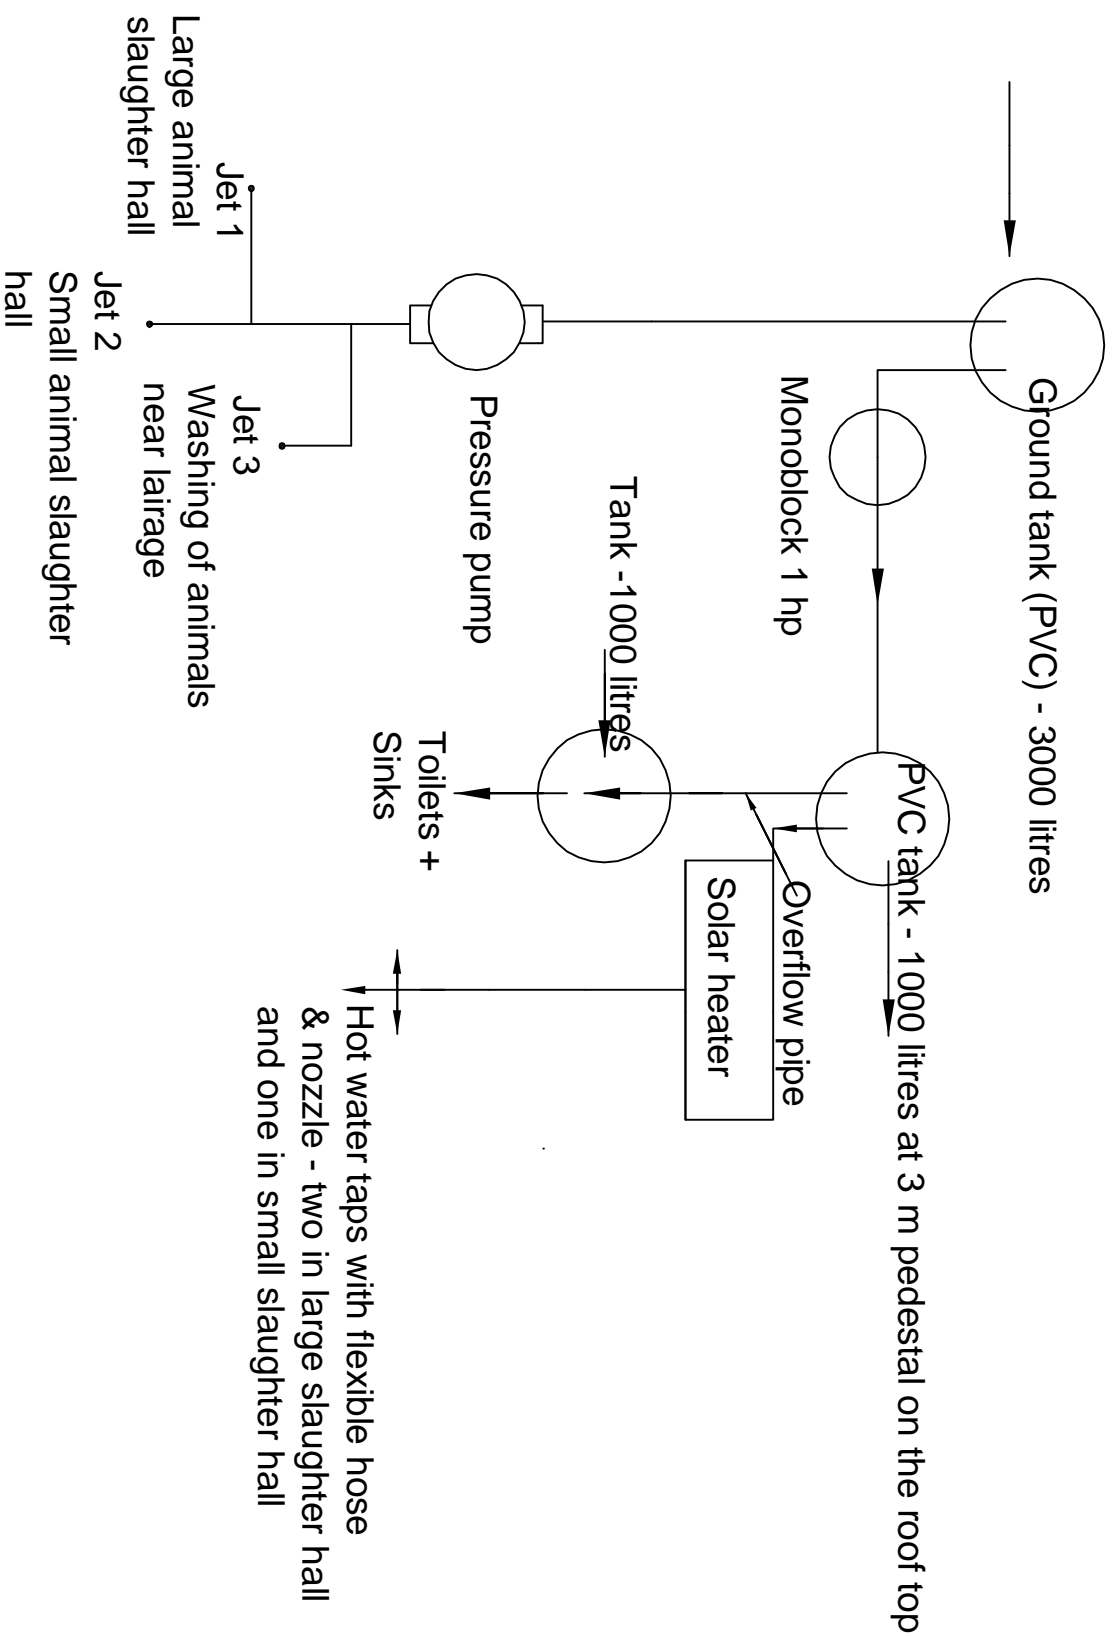 Ground tank (PVC) - 3000 litres
PVC tank - 1000 litres at 3 m pedestal on the roof top
Monoblock 1 hp
Overflow pipe
Solar heater
Tank -1000 litres
Pressure pump
Toilets +
Sinks
Hot water taps with flexible hose
& nozzle - two in large slaughter hall
and one in small slaughter hall
Jet 1
Large animal
slaughter hall
Jet 3
Washing of animals
near lairage
Jet 2
Small animal slaughter
hall